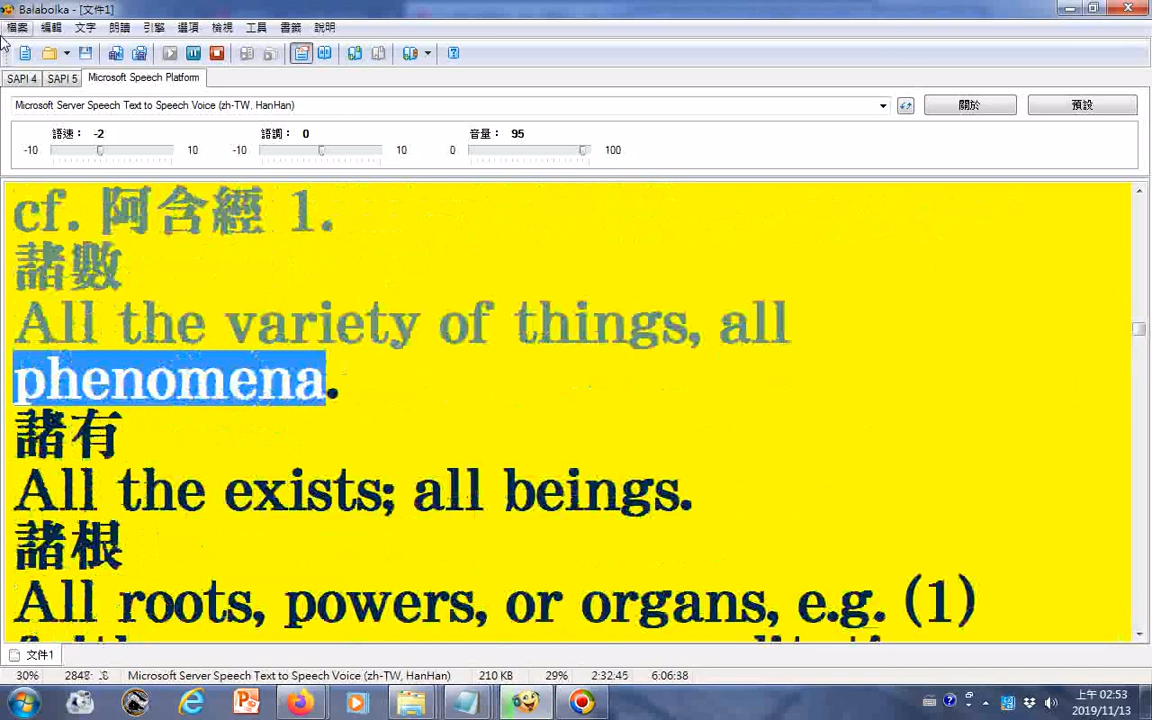 Balabolka - [文件1]
檔案 編輯 文字 朗讀 引擎 選項 檢視 工具 書籤 說明
SAPI 4 SAPI 5 Microsoft Speech Platform
Microsoft Server Speech Text to Speech Voice (zh-TW, HanHan) 關於 預設
語速： -2 語調： 0 音量： 95
-10 10 -10 10 0 100
cf. 阿含經 1.
諸數
All the variety of things, all
phenomena.
諸有
All the exists; all beings.
諸根
All roots, powers, or organs, e.g. (1)
文件1
30% Microsoft Server Speech Text to Speech Voice (zh-TW, HanHan) 210 KB 29% 2:32:45 6:06:38
上午 02:53
2019/11/13